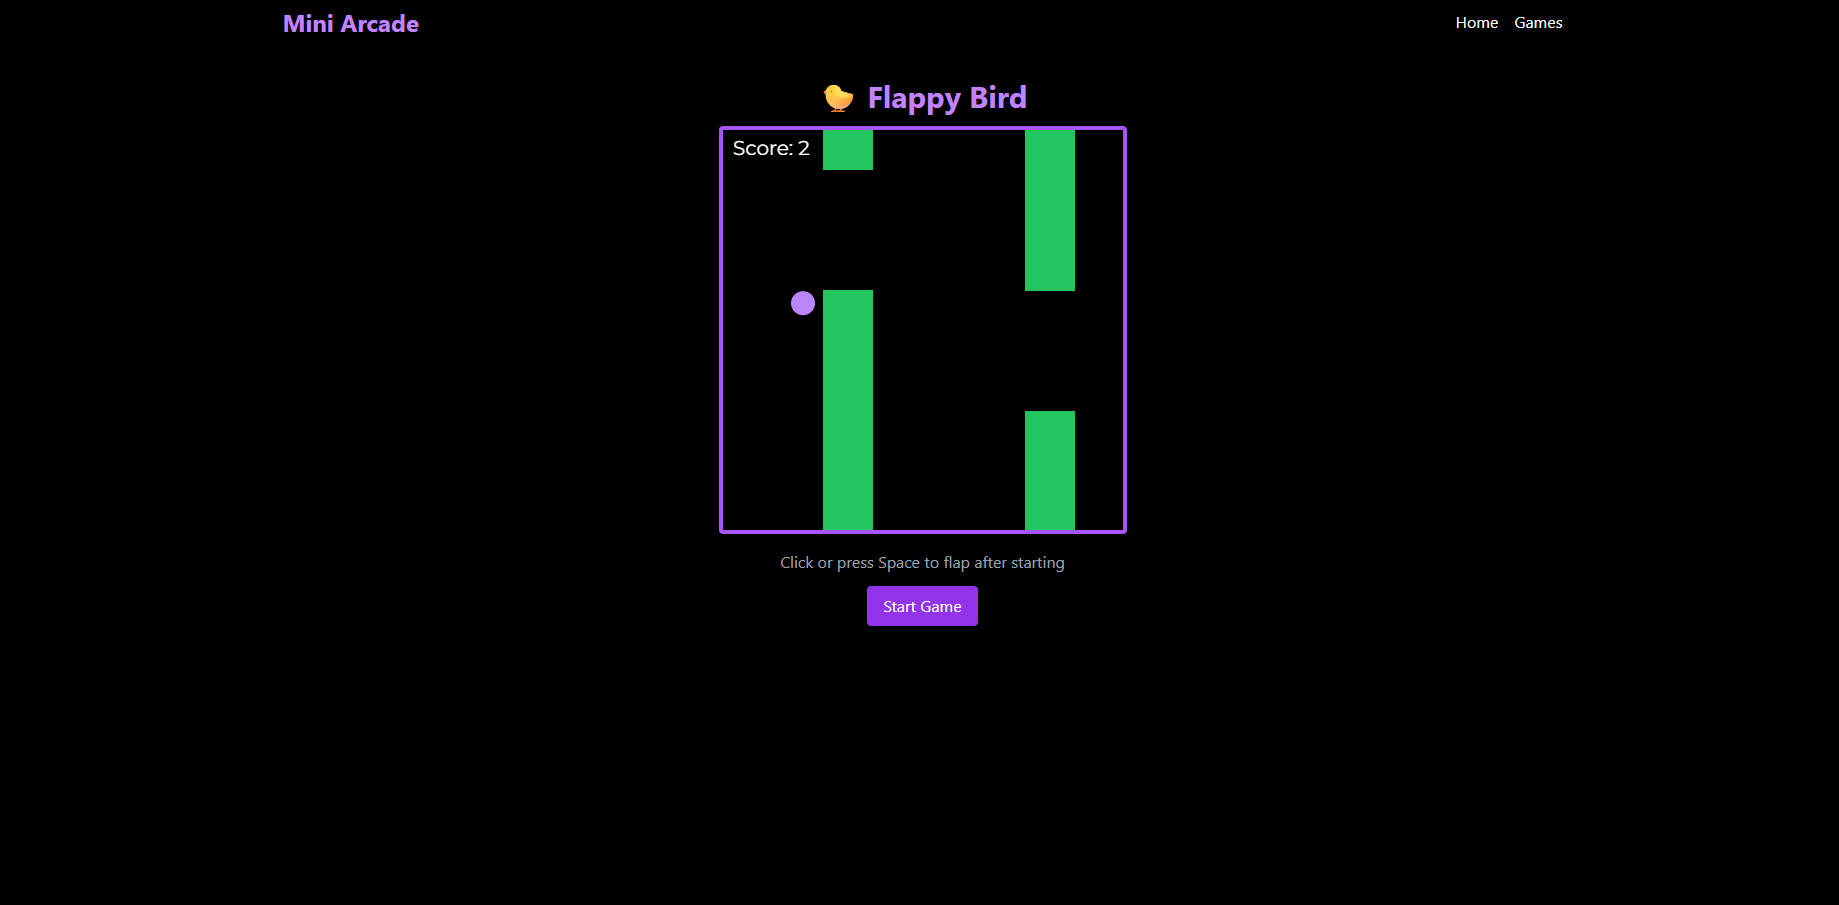 Mini Arcade
Home Games
Flappy Bird
Score: 2
Click or press Space to flap after starting
Start Game